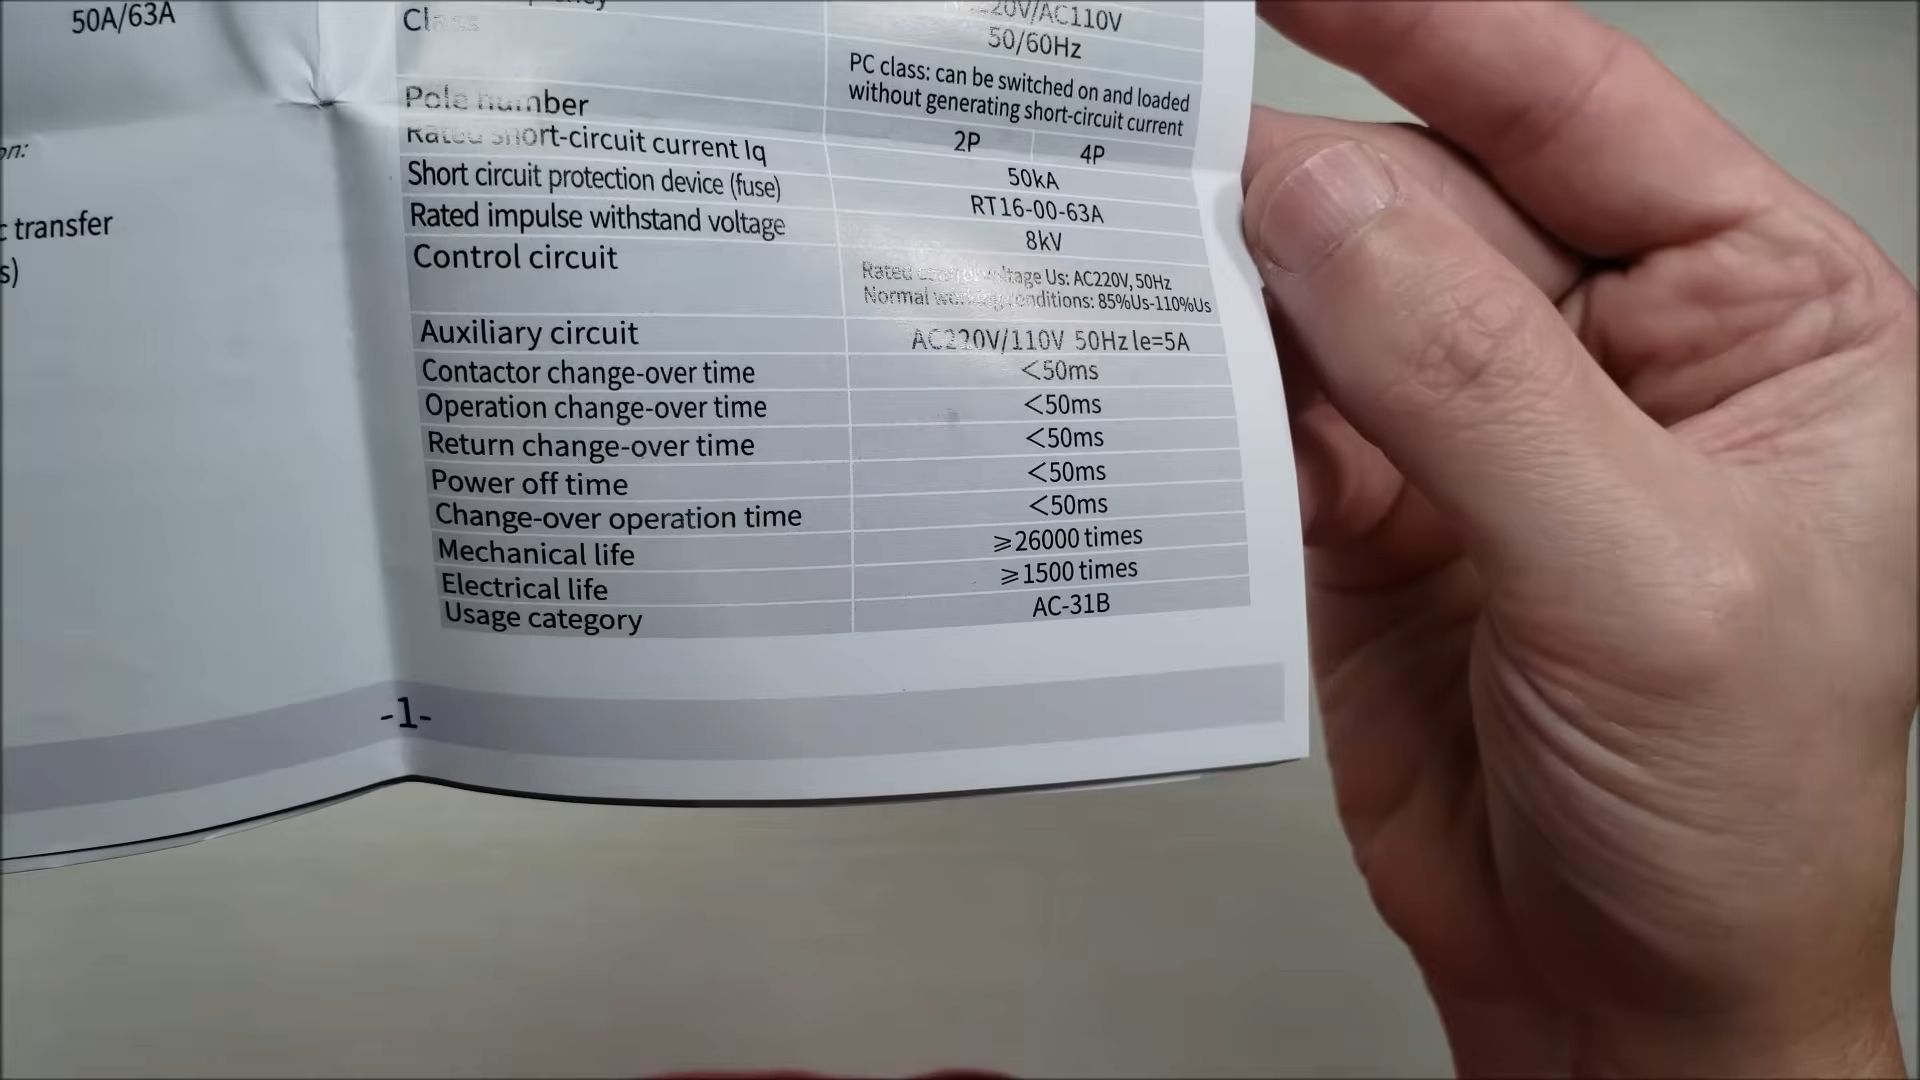 50A/63A
on:
transfer
s)
AC110V
Class 50/60Hz
PC class: can be switched on and loaded
without generating short-circuit current
Pole number 2P 4P
Rated short-circuit current Iq 50kA
Short circuit protection device (fuse) RT16-00-63A
Rated impulse withstand voltage 8kV
Control circuit Rated control voltage Us: AC220V, 50Hz
Normal working conditions: 85%Us-110%Us
Auxiliary circuit AC220V/110V 50Hz le=5A
Contactor change-over time <50ms
Operation change-over time <50ms
Return change-over time <50ms
Power off time <50ms
Change-over operation time <50ms
Mechanical life ⩾26000 times
Electrical life ⩾1500 times
Usage category AC-31B
-1-